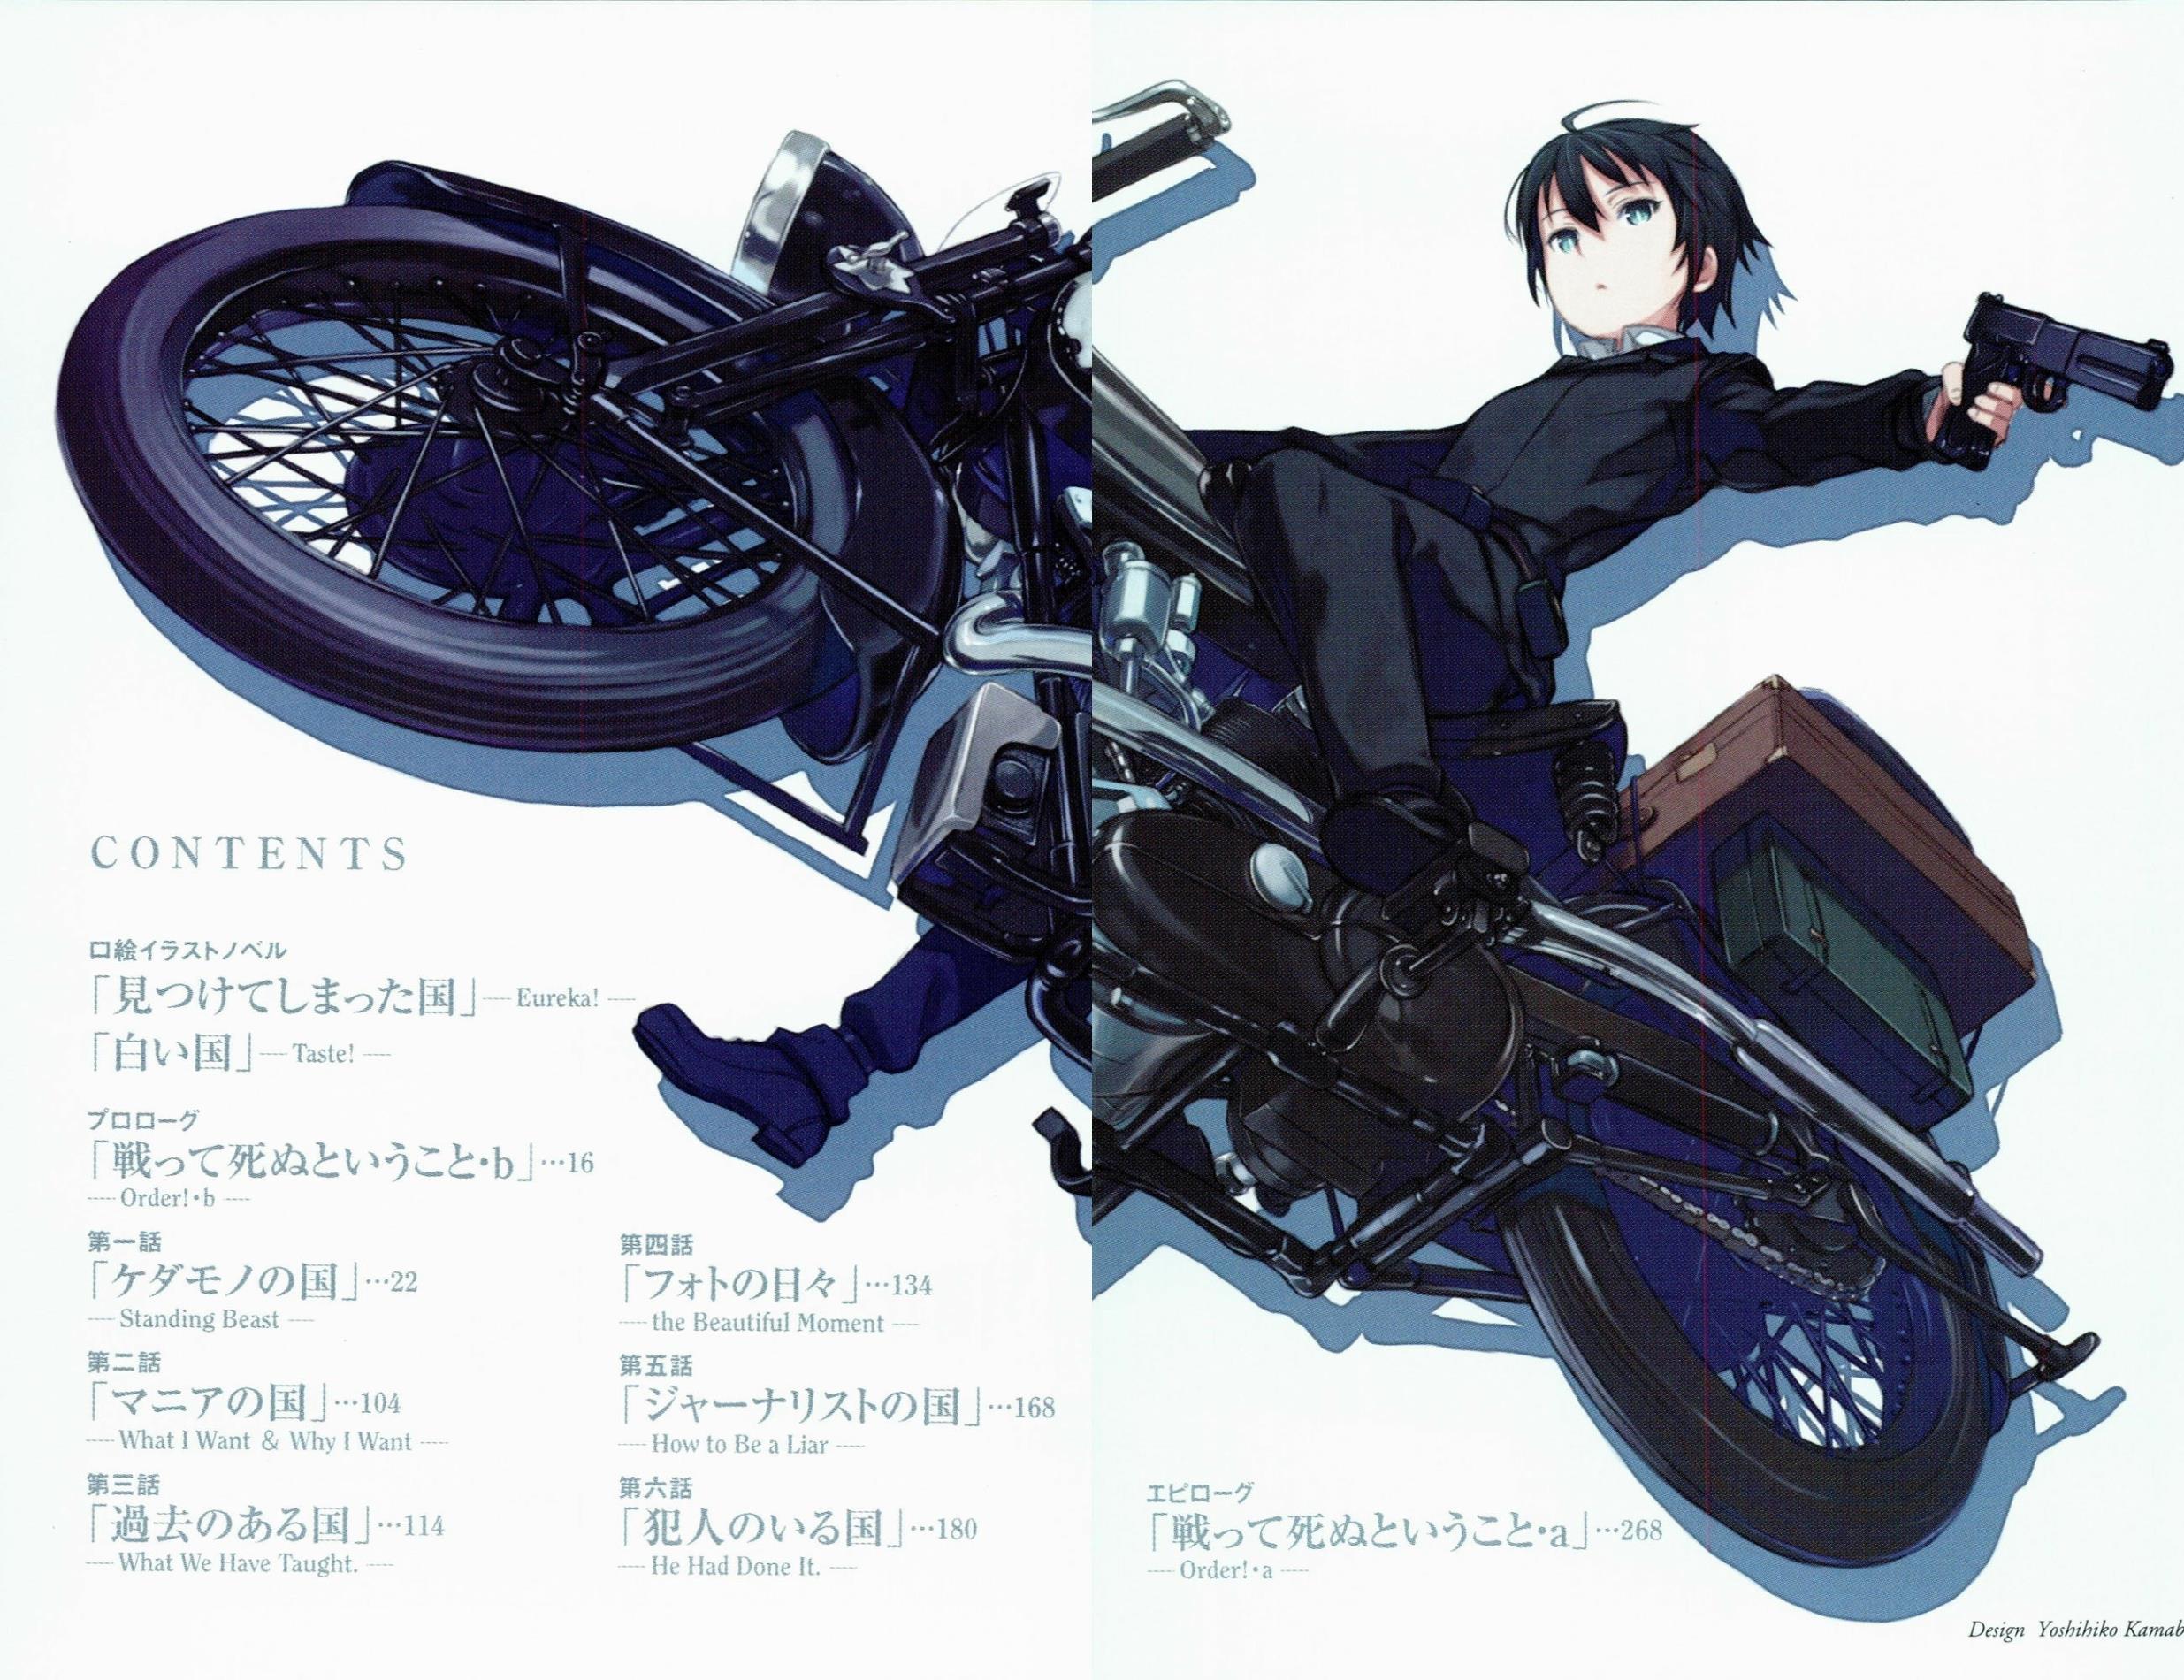 CONTENTS
口絵イラストノベル
「見つけてしまった国」―Eureka!―
「白い国」―Taste!―
プロローグ
「戦って死ぬということ・b」…16
―Order!・b―
第一話
「ケダモノの国」…22
―Standing Beast―
第二話
「マニアの国」…104
―What I Want & Why I Want―
第三話
「過去のある国」…114
―What We Have Taught.―
第四話
「フォトの日々」…134
―the Beautiful Moment―
第五話
「ジャーナリストの国」…168
―How to Be a Liar―
第六話
「犯人のいる国」…180
―He Had Done It.―
エピローグ
「戦って死ぬということ・a」…268
―Order!・a―
Design Yoshihiko Kamab